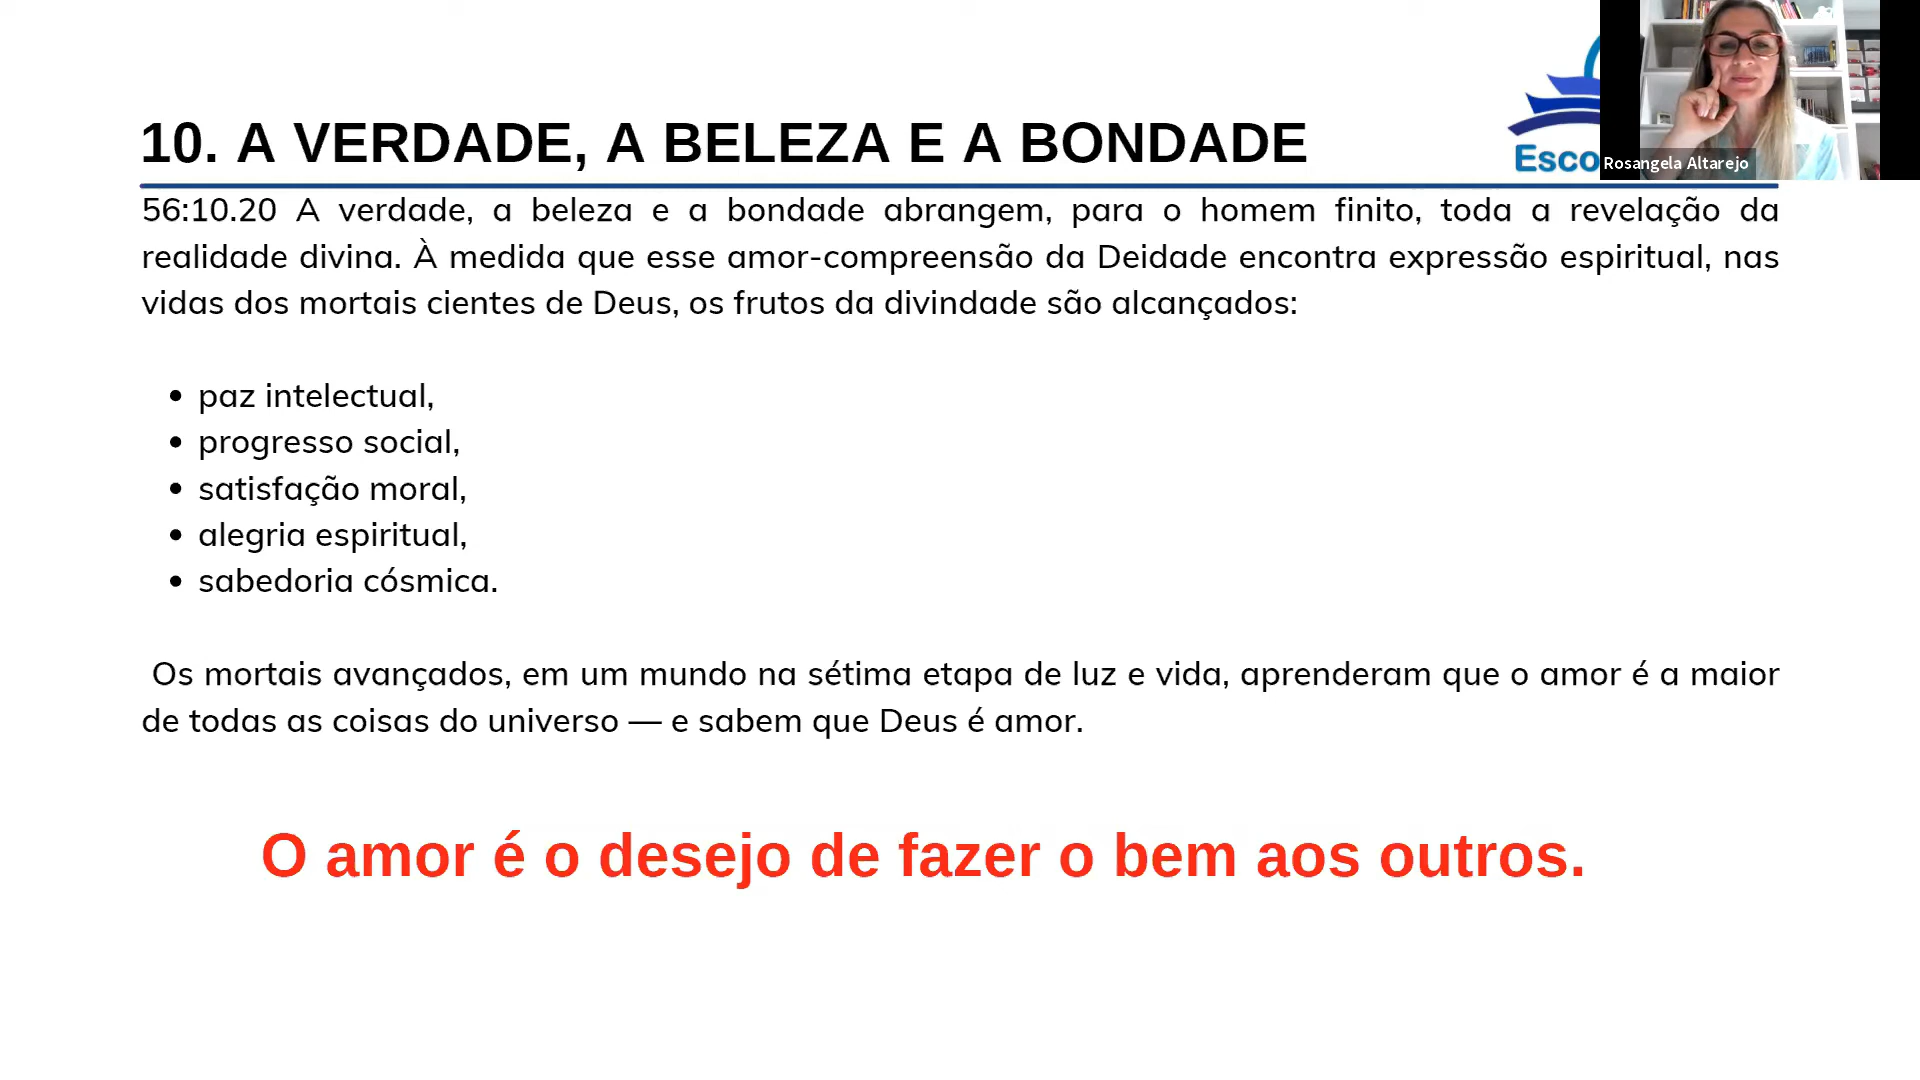 10. A VERDADE, A BELEZA E A BONDADE
Esco
Rosangela Altarejo
56:10.20 A verdade, a beleza e a bondade abrangem, para o homem finito, toda a revelação da
realidade divina. À medida que esse amor-compreensão da Deidade encontra expressão espiritual, nas
vidas dos mortais cientes de Deus, os frutos da divindade são alcançados:
• paz intelectual,
• progresso social,
• satisfação moral,
• alegria espiritual,
• sabedoria cósmica.
Os mortais avançados, em um mundo na sétima etapa de luz e vida, aprenderam que o amor é a maior
de todas as coisas do universo — e sabem que Deus é amor.
O amor é o desejo de fazer o bem aos outros.